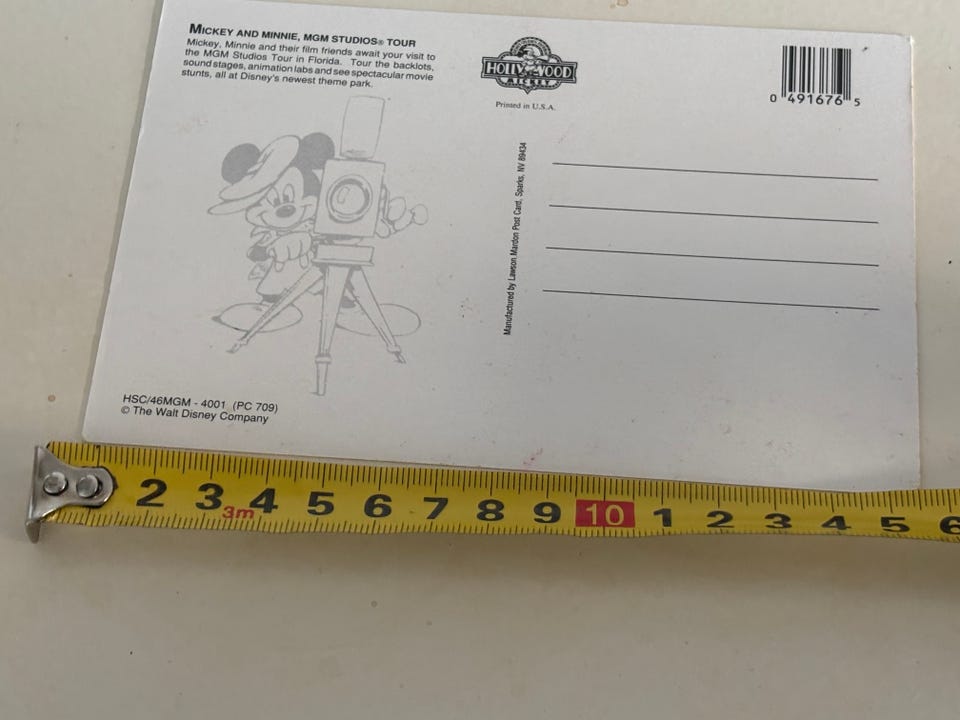 MICKEY AND MINNIE, MGM STUDIOS® TOUR
Mickey, Minnie and their film friends await your visit to
the MGM Studios Tour in Florida. Tour the backlots,
sound stages, animation labs and see spectacular movie
stunts, all at Disney's newest theme park.
HOLLYWOOD
MICKEY
Printed in U.S.A.
0 491676 5
Manufactured by Lawson Mardon Post Card, Sparks, NV 89434
HSC/46MGM - 4001 (PC 709)
© The Walt Disney Company
2 3 4 5 6 7 8 9 10 1 2 3 4 5 6
3m